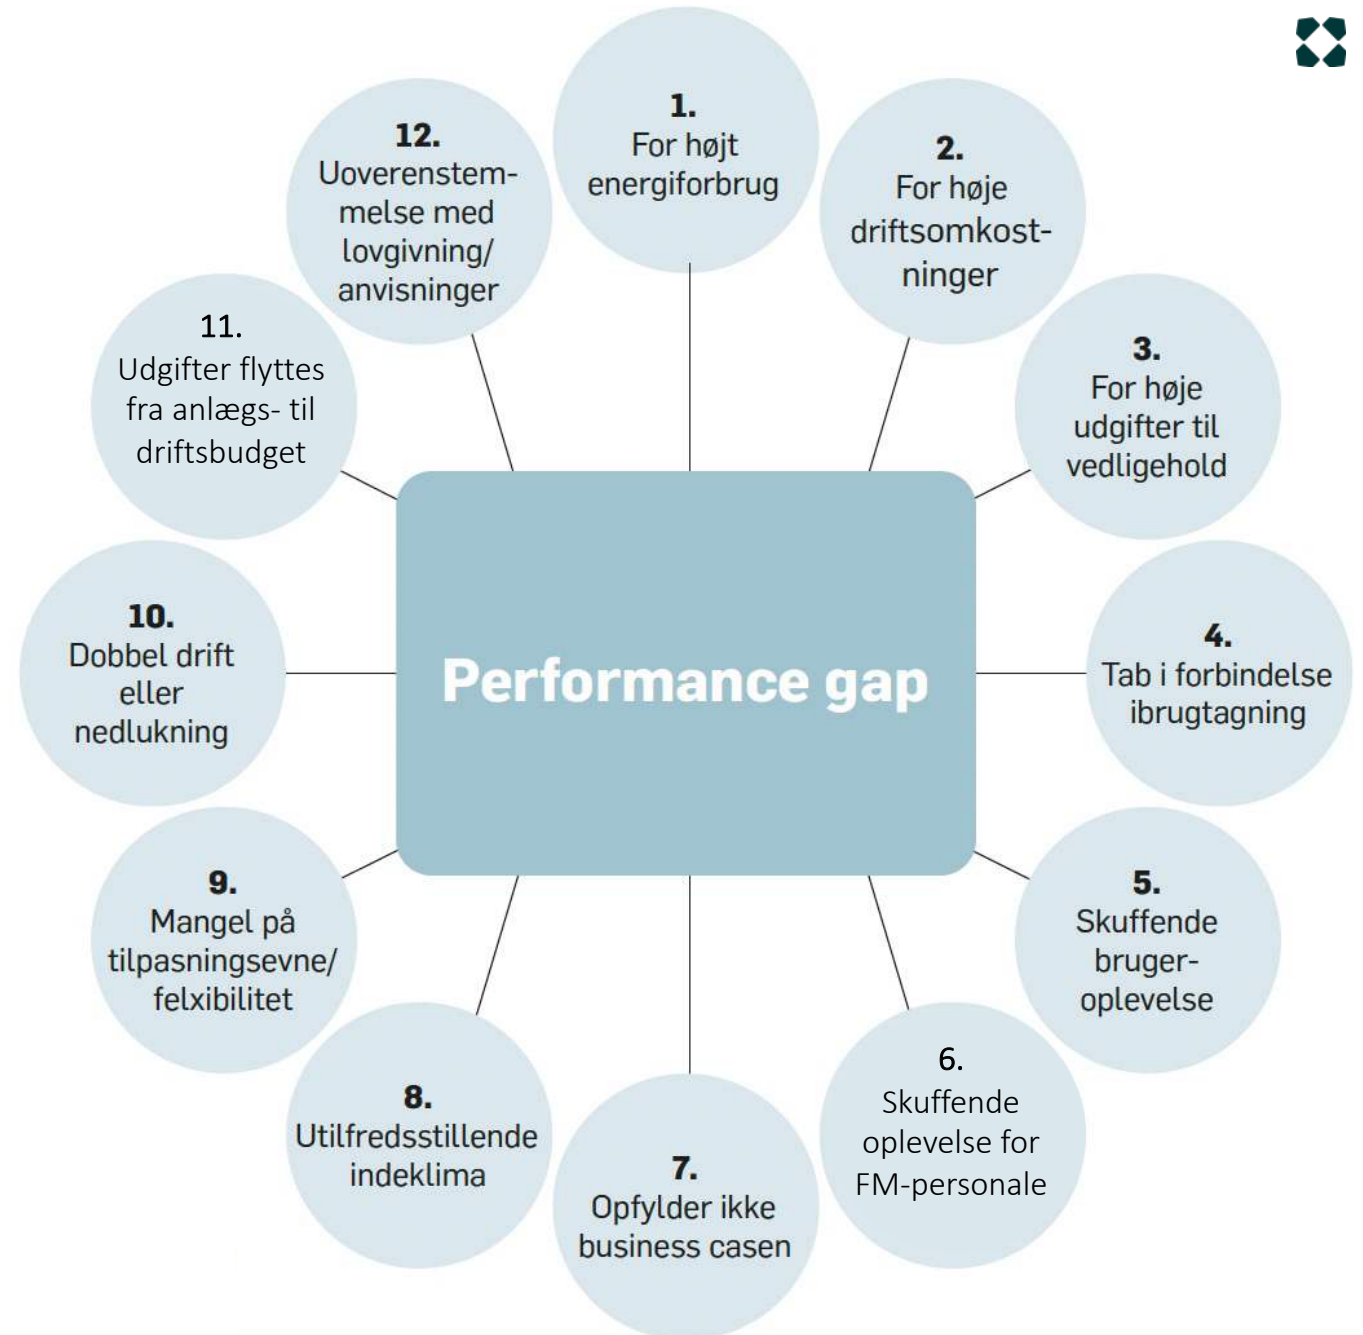 1.
For højt
energiforbrug
2.
For høje
driftsomkost-
ninger
3.
For høje
udgifter til
vedligehold
4.
Tab i forbindelse
ibrugtagning
5.
Skuffende
bruger-
oplevelse
6.
Skuffende
oplevelse for
FM-personale
7.
Opfylder ikke
business casen
8.
Utilfredsstillende
indeklima
9.
Mangel på
tilpasningsevne/
felxibilitet
10.
Dobbel drift
eller
nedlukning
11.
Udgifter flyttes
fra anlægs- til
driftsbudget
12.
Uoverenstem-
melse med
lovgivning/
anvisninger
Performance gap